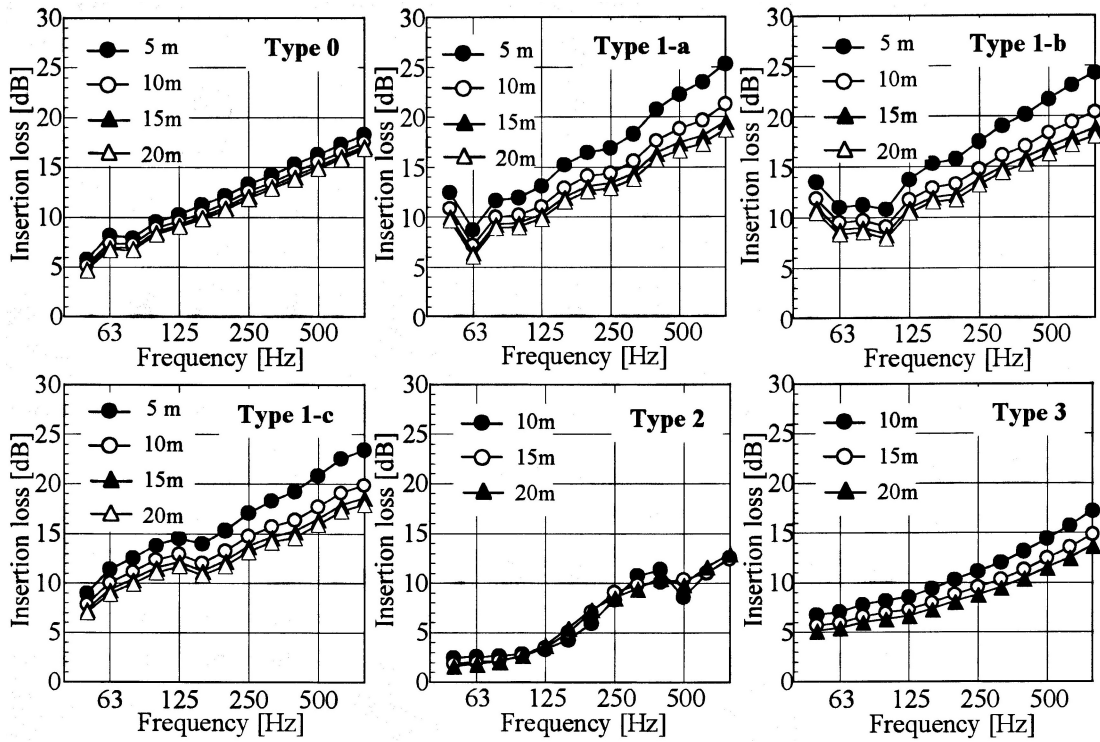 Type 0
5 m
10m
15m
20m
Insertion loss [dB]
30
25
20
15
10
5
0
63 125 250 500
Frequency [Hz]
Type 1-a
5 m
10m
15m
20m
Insertion loss [dB]
30
25
20
15
10
5
0
63 125 250 500
Frequency [Hz]
Type 1-b
5 m
10m
15m
20m
Insertion loss [dB]
30
25
20
15
10
5
0
63 125 250 500
Frequency [Hz]
Type 1-c
5 m
10m
15m
20m
Insertion loss [dB]
30
25
20
15
10
5
0
63 125 250 500
Frequency [Hz]
Type 2
10m
15m
20m
Insertion loss [dB]
30
25
20
15
10
5
0
63 125 250 500
Frequency [Hz]
Type 3
10m
15m
20m
Insertion loss [dB]
30
25
20
15
10
5
0
63 125 250 500
Frequency [Hz]